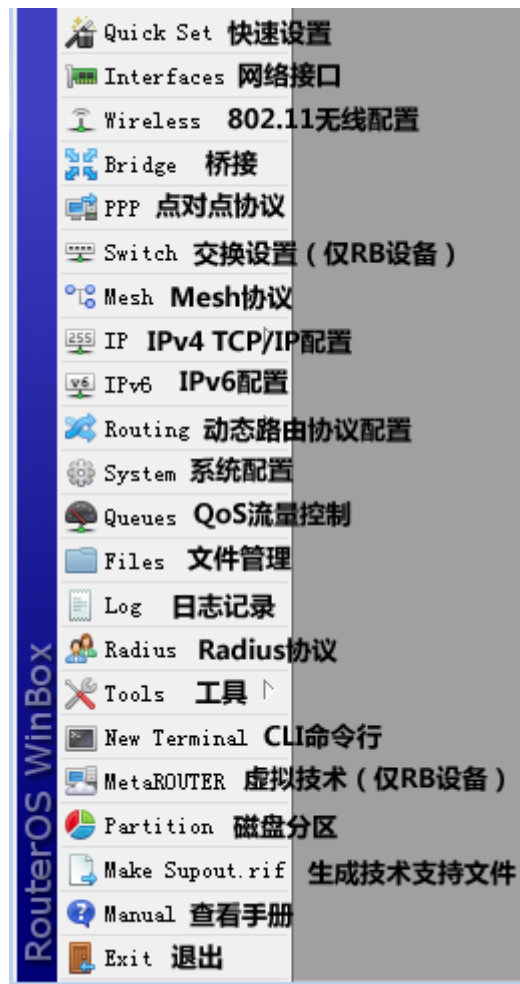 Quick Set 快速设置
Interfaces 网络接口
Wireless 802.11无线配置
Bridge 桥接
PPP 点对点协议
Switch 交换设置（仅RB设备）
Mesh Mesh协议
255 IP IPv4 TCP/IP配置
v6 IPv6 IPv6配置
Routing 动态路由协议配置
System 系统配置
Queues QoS流量控制
Files 文件管理
Log 日志记录
Radius Radius协议
Tools 工具
New Terminal CLI命令行
MetaROUTER 虚拟技术（仅RB设备）
Partition 磁盘分区
Make Supout.rif 生成技术支持文件
Manual 查看手册
Exit 退出
RouterOS WinBox